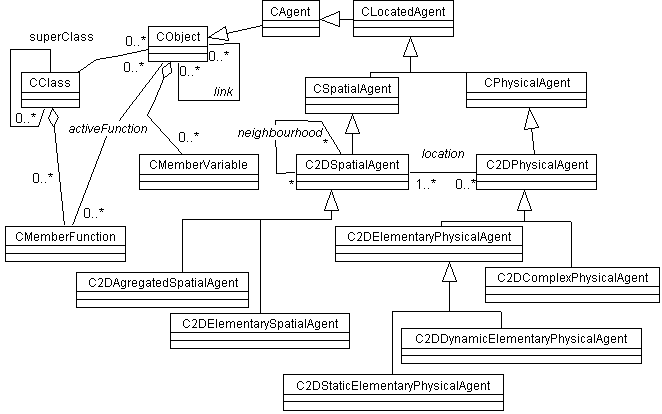 CAgent
CLocatedAgent
superClass
0..*
CObject
0..*
0..*
0..*
CClass
0..*
link
CSpatialAgent
CPhysicalAgent
0..*
activeFunction
0..*
neighbourhood
*
CMemberVariable
C2DSpatialAgent
location
C2DPhysicalAgent
0..*
*
1..*
0..*
0..*
CMemberFunction
C2DElementaryPhysicalAgent
C2DAgregatedSpatialAgent
C2DComplexPhysicalAgent
C2DElementarySpatialAgent
C2DDynamicElementaryPhysicalAgent
C2DStaticElementaryPhysicalAgent